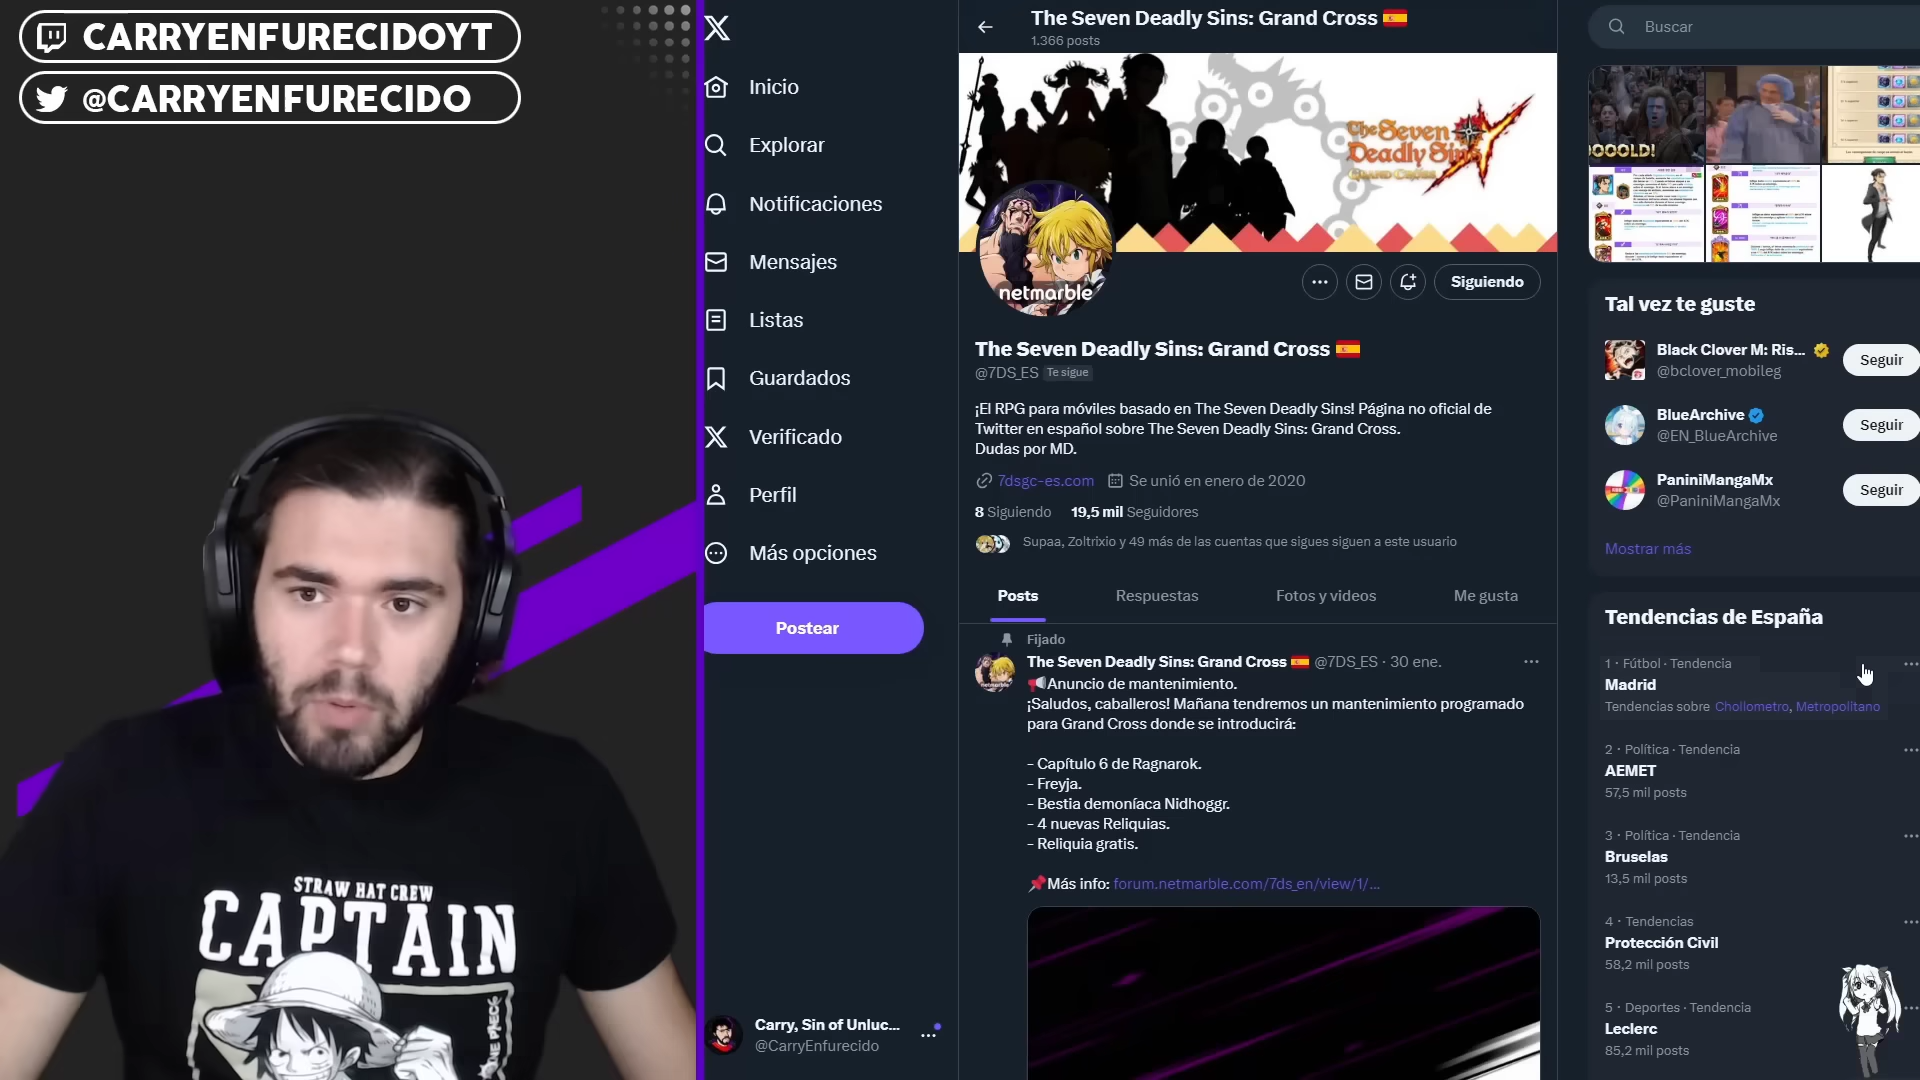 CARRYENFURECIDOYT
@CARRYENFURECIDO
STRAW HAT CREW
CAPTAIN
ONE PIECE
Inicio
Explorar
Notificaciones
Mensajes
Listas
Guardados
Verificado
Perfil
Más opciones
Postear
Carry, Sin of Unluc...
@CarryEnfurecido
The Seven Deadly Sins: Grand Cross
1.366 posts
The Seven
Deadly Sins
GRAND CROSS
netmarble
Siguiendo
The Seven Deadly Sins: Grand Cross
@7DS_ES Te sigue
¡El RPG para móviles basado en The Seven Deadly Sins! Página no oficial de
Twitter en español sobre The Seven Deadly Sins: Grand Cross.
Dudas por MD.
7dsgc-es.com Se unió en enero de 2020
8 Siguiendo 19,5 mil Seguidores
Supaa, Zoltrixio y 49 más de las cuentas que sigues siguen a este usuario
Posts Respuestas Fotos y videos Me gusta
Fijado
The Seven Deadly Sins: Grand Cross @7DS_ES · 30 ene.
Anuncio de mantenimiento.
¡Saludos, caballeros! Mañana tendremos un mantenimiento programado
para Grand Cross donde se introducirá:
- Capítulo 6 de Ragnarok.
- Freyja.
- Bestia demoníaca Nidhoggr.
- 4 nuevas Reliquias.
- Reliquia gratis.
Más info: forum.netmarble.com/7ds_en/view/1/...
Buscar
OOOOLD!
Tal vez te guste
Black Clover M: Ris...
@bclover_mobileg
Seguir
BlueArchive
@EN_BlueArchive
Seguir
PaniniMangaMx
@PaniniMangaMx
Seguir
Mostrar más
Tendencias de España
1 · Fútbol · Tendencia
Madrid
Tendencias sobre Chollometro, Metropolitano
2 · Política · Tendencia
AEMET
57,5 mil posts
3 · Política · Tendencia
Bruselas
13,5 mil posts
4 · Tendencias
Protección Civil
58,2 mil posts
5 · Deportes · Tendencia
Leclerc
85,2 mil posts